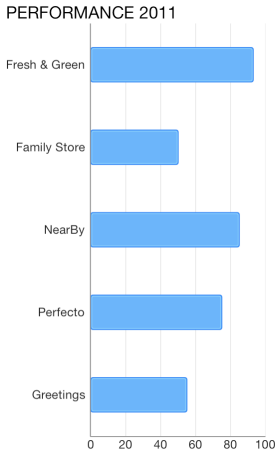 PERFORMANCE 2011
Fresh & Green
Family Store
NearBy
Perfecto
Greetings
0 20 40 60 80 100